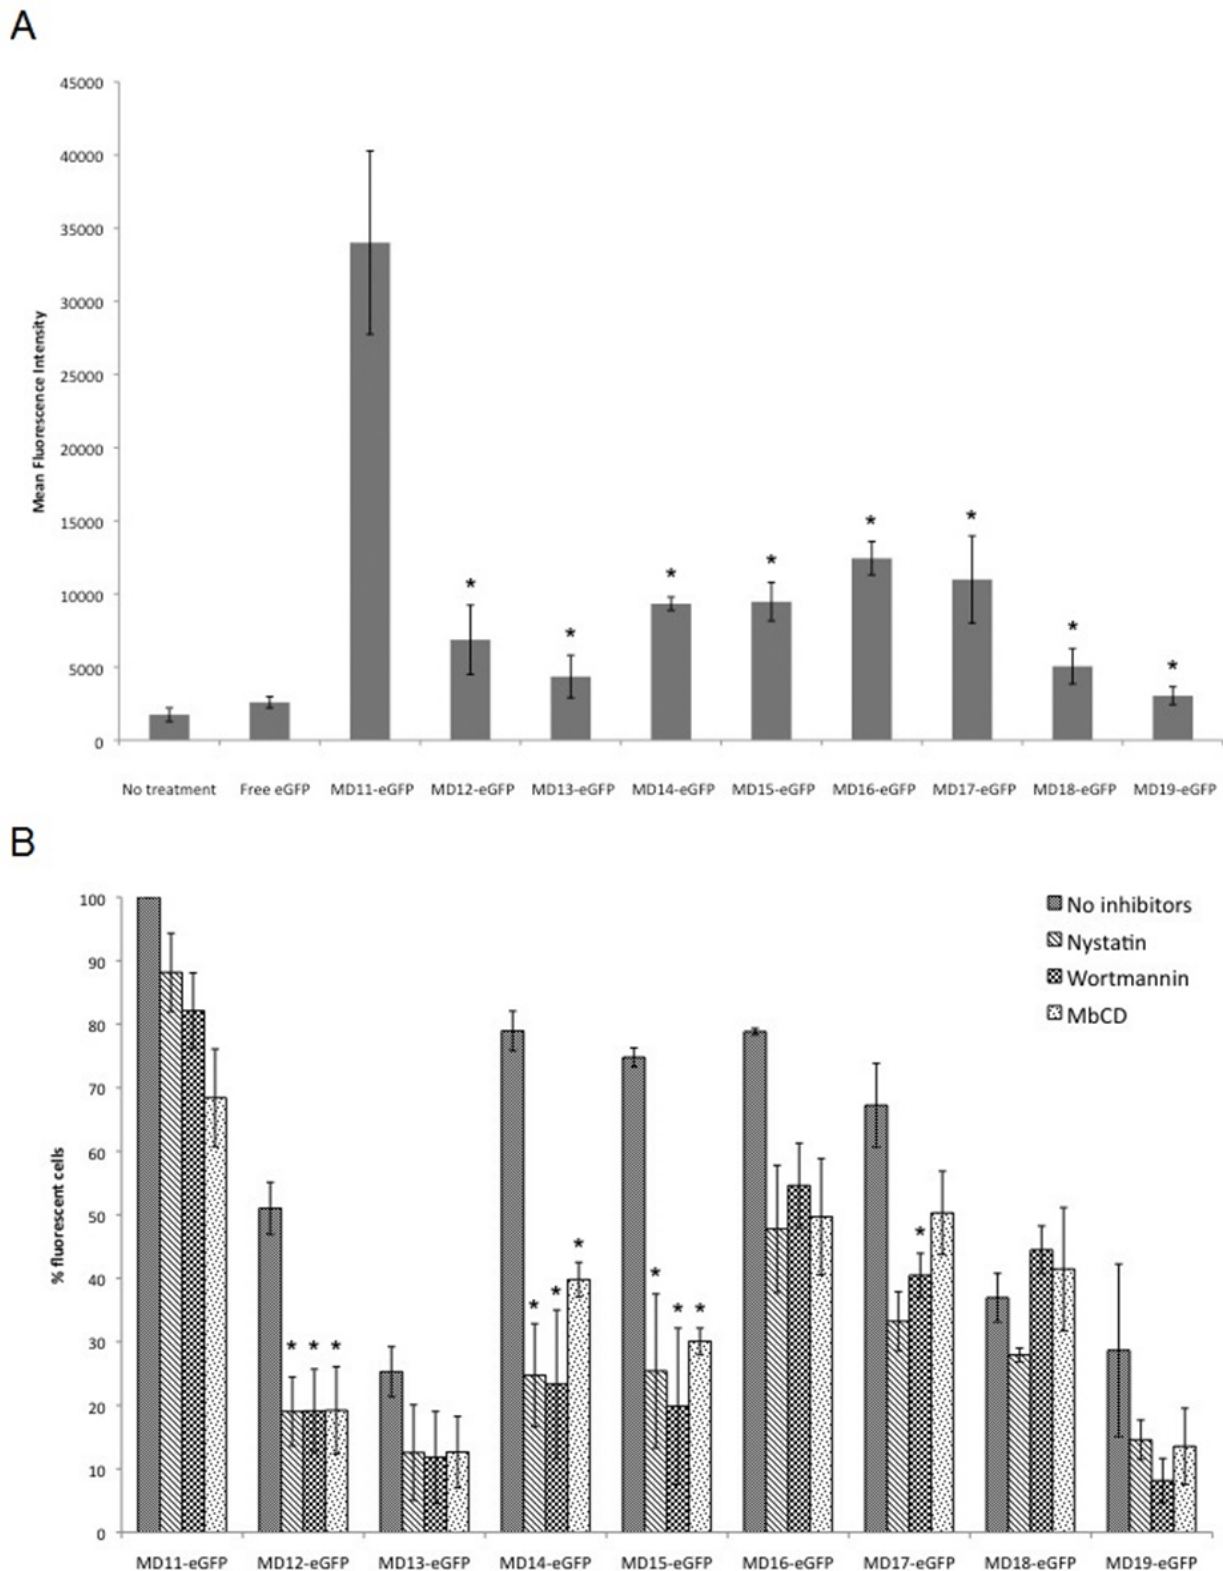 A
45000
40000
35000
30000
25000
20000
15000
10000
5000
0
Mean Fluorescence Intensity
* * * * * * * *
No treatment Free eGFP MD11-eGFP MD12-eGFP MD13-eGFP MD14-eGFP MD15-eGFP MD16-eGFP MD17-eGFP MD18-eGFP MD19-eGFP
B
100
90
80
70
60
50
40
30
20
10
0
% fluorescent cells
No inhibitors
Nystatin
Wortmannin
MbCD
* * * * * * * * * *
MD11-eGFP MD12-eGFP MD13-eGFP MD14-eGFP MD15-eGFP MD16-eGFP MD17-eGFP MD18-eGFP MD19-eGFP